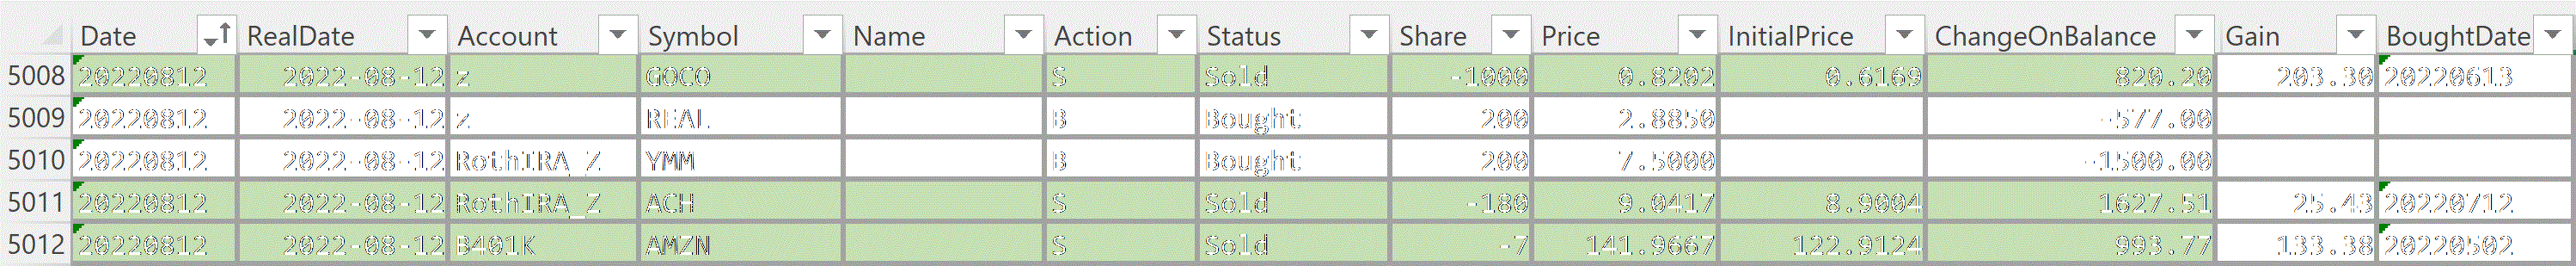 Date RealDate Account Symbol Name Action Status Share Price InitialPrice ChangeOnBalance Gain BoughtDate
5008 20220812 2022-08-12 z GOCO S Sold -1000 0.8202 0.6169 820.20 203.30 20220613
5009 20220812 2022-08-12 z REAL B Bought 200 2.8850 -577.00
5010 20220812 2022-08-12 RothIRA_Z YMM B Bought 200 7.5000 -1500.00
5011 20220812 2022-08-12 RothIRA_Z ACH S Sold -180 9.0417 8.9004 1627.51 25.43 20220712
5012 20220812 2022-08-12 B401K AMZN S Sold -7 141.9667 122.9124 993.77 133.38 20220502